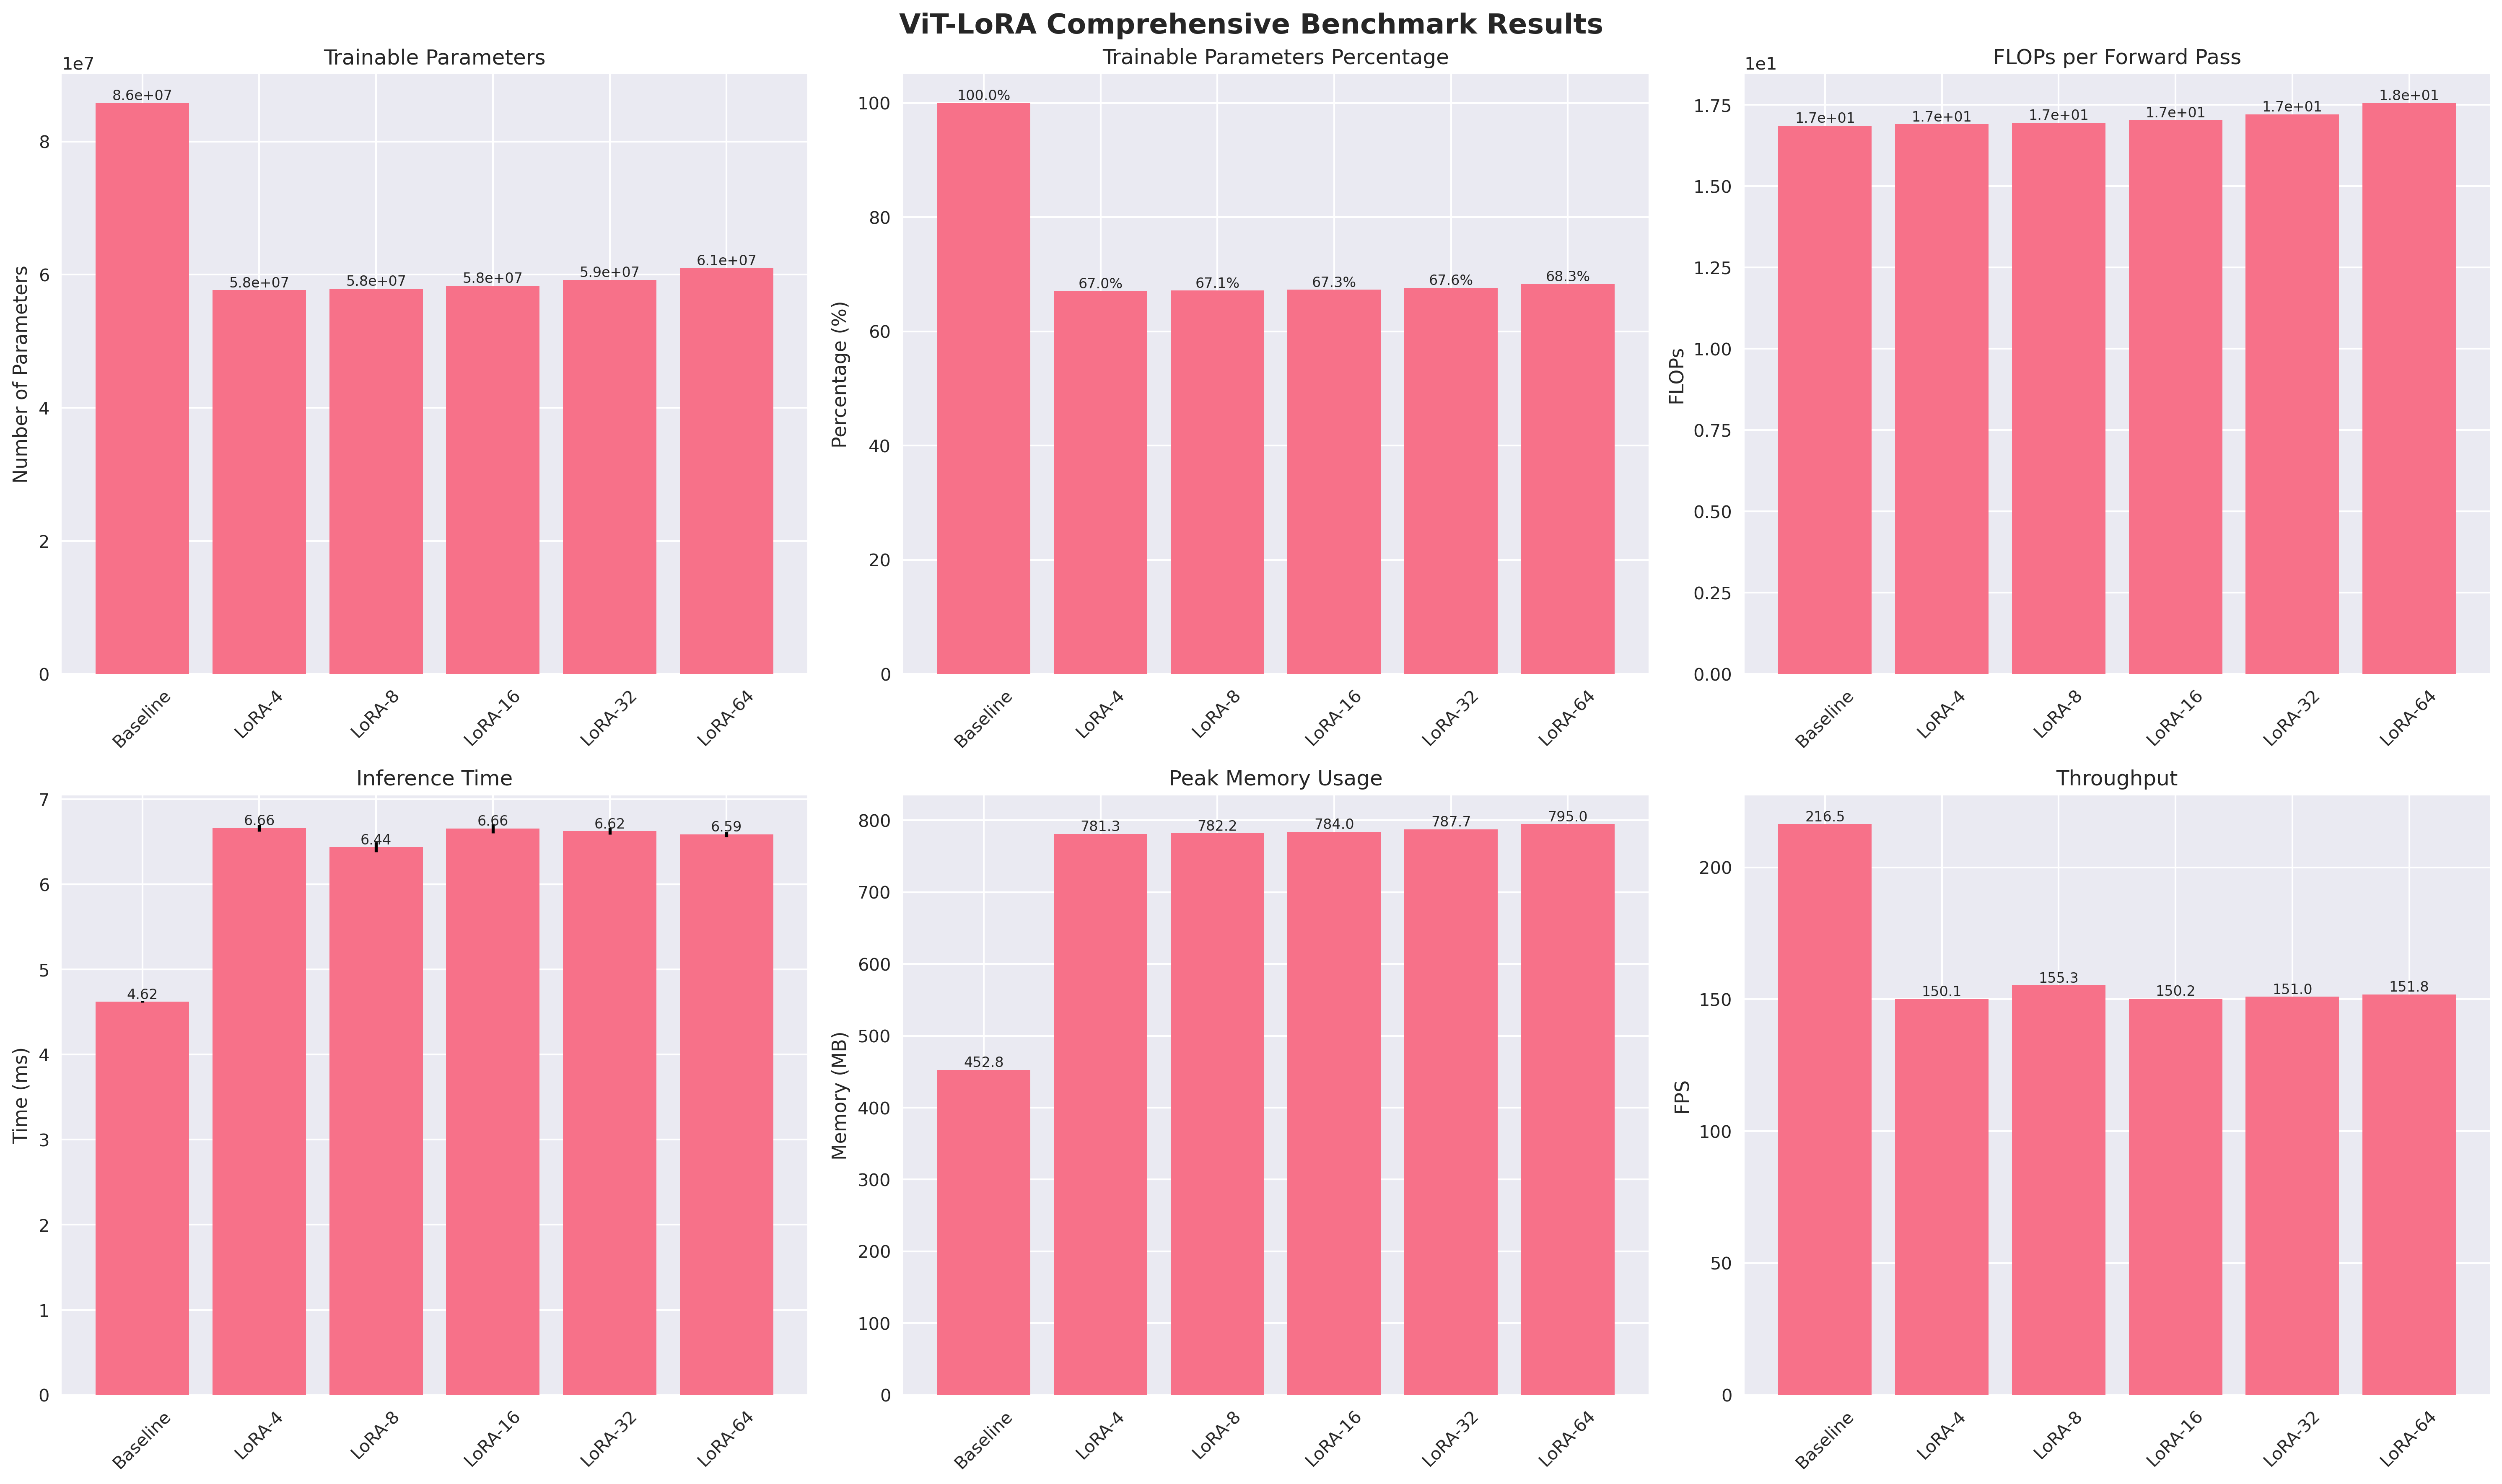 ViT-LoRA Comprehensive Benchmark Results
Trainable Parameters
1e7
Number of Parameters
8
6
4
2
0
8.6e+07
5.8e+07
5.8e+07
5.8e+07
5.9e+07
6.1e+07
Baseline
LoRA-4
LoRA-8
LoRA-16
LoRA-32
LoRA-64
Trainable Parameters Percentage
Percentage (%)
100
80
60
40
20
0
100.0%
67.0%
67.1%
67.3%
67.6%
68.3%
Baseline
LoRA-4
LoRA-8
LoRA-16
LoRA-32
LoRA-64
FLOPs per Forward Pass
1e1
FLOPs
1.75
1.50
1.25
1.00
0.75
0.50
0.25
0.00
1.7e+01
1.7e+01
1.7e+01
1.7e+01
1.7e+01
1.8e+01
Baseline
LoRA-4
LoRA-8
LoRA-16
LoRA-32
LoRA-64
Inference Time
Time (ms)
7
6
5
4
3
2
1
0
4.62
6.66
6.44
6.66
6.62
6.59
Baseline
LoRA-4
LoRA-8
LoRA-16
LoRA-32
LoRA-64
Peak Memory Usage
Memory (MB)
800
700
600
500
400
300
200
100
0
452.8
781.3
782.2
784.0
787.7
795.0
Baseline
LoRA-4
LoRA-8
LoRA-16
LoRA-32
LoRA-64
Throughput
FPS
200
150
100
50
0
216.5
150.1
155.3
150.2
151.0
151.8
Baseline
LoRA-4
LoRA-8
LoRA-16
LoRA-32
LoRA-64